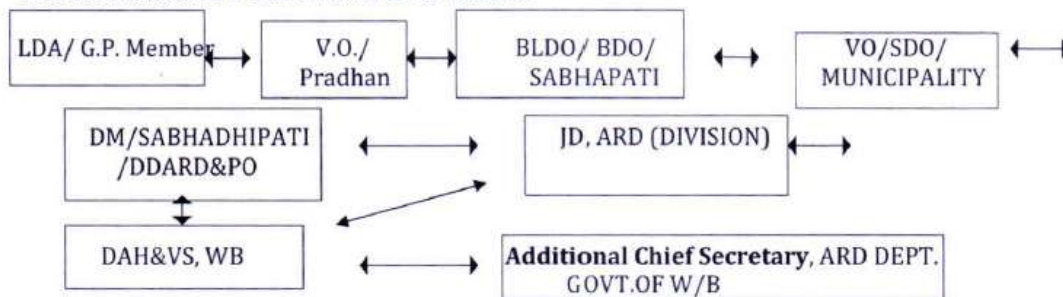 LDA/ G.P. Member
V.O./
Pradhan
BLDO/ BDO/
SABHAPATI
VO/SDO/
MUNICIPALITY
DM/SABHADHIPATI
/DDARD&PO
JD, ARD (DIVISION)
DAH&VS, WB
Additional Chief Secretary, ARD DEPT.
GOVT.OF W/B